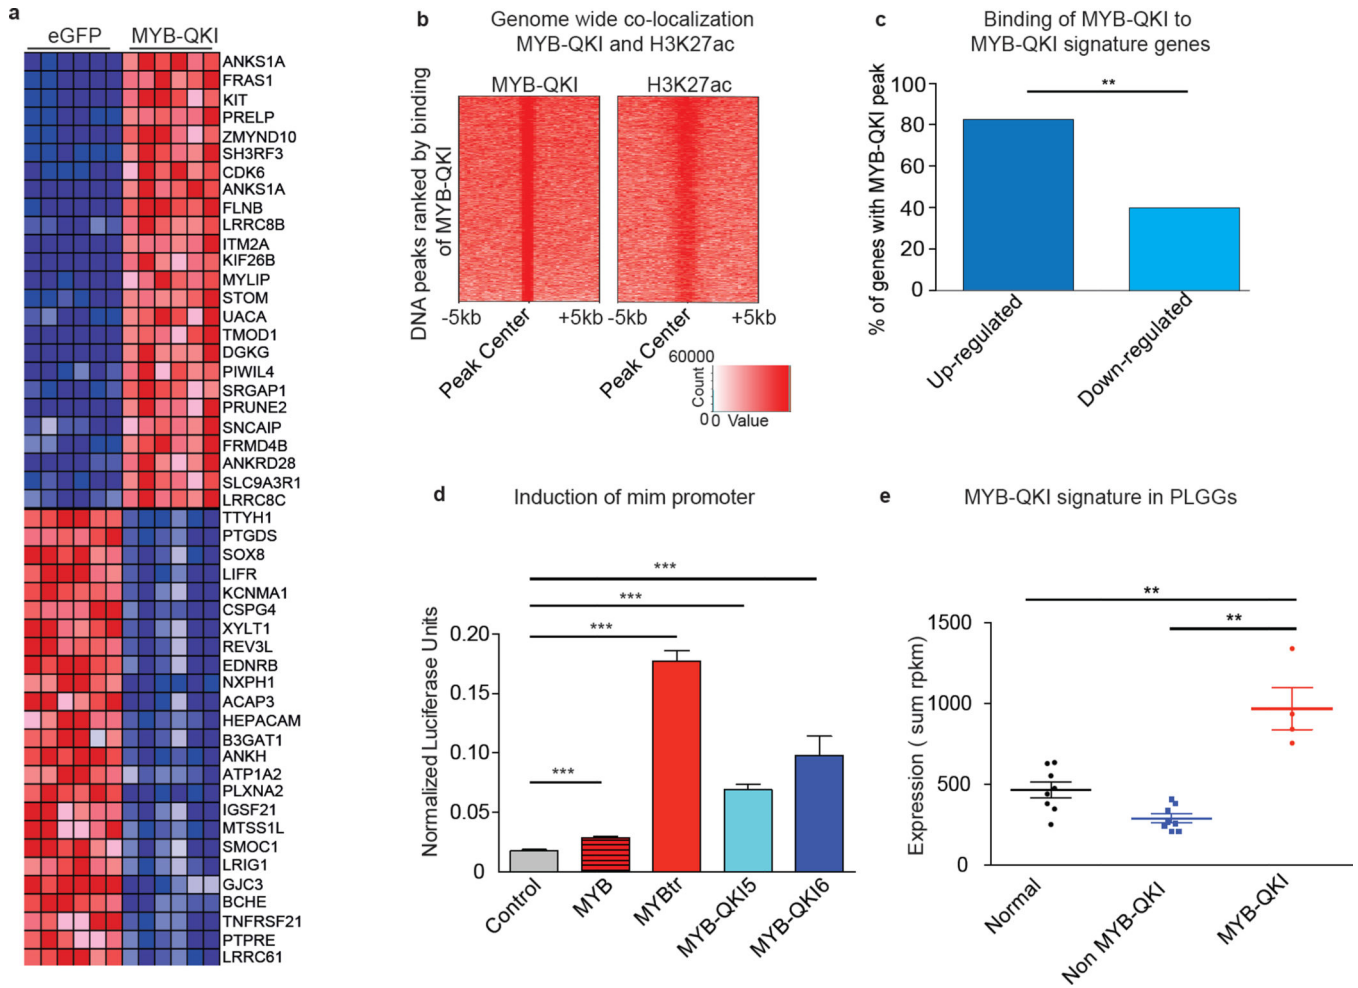 a
eGFP MYB-QKI
ANKS1A
FRAS1
KIT
PRELP
ZMYND10
SH3RF3
CDK6
ANKS1A
FLNB
LRRC8B
ITM2A
KIF26B
MYLIP
STOM
UACA
TMOD1
DGKG
PIWIL4
SRGAP1
PRUNE2
SNCAIP
FRMD4B
ANKRD28
SLC9A3R1
LRRC8C
TTYH1
PTGDS
SOX8
LIFR
KCNMA1
CSPG4
XYLT1
REV3L
EDNRB
NXPH1
ACAP3
HEPACAM
B3GAT1
ANKH
ATP1A2
PLXNA2
IGSF21
MTSS1L
SMOC1
LRIG1
GJC3
BCHE
TNFRSF21
PTPRE
LRRC61
b
Genome wide co-localization
MYB-QKI and H3K27ac
MYB-QKI H3K27ac
DNA peaks ranked by binding
of MYB-QKI
-5kb +5kb -5kb +5kb
Peak Center Peak Center
60000
Count
0 0 Value
c
Binding of MYB-QKI to
MYB-QKI signature genes
% of genes with MYB-QKI peak
100
80
60
40
20
0
**
Up-regulated Down-regulated
d
Induction of mim promoter
Normalized Luciferase Units
0.20
0.15
0.10
0.05
0
***
***
***
***
Control MYB MYBtr MYB-QKI5 MYB-QKI6
e
MYB-QKI signature in PLGGs
Expression ( sum rpkm)
1500
1000
500
0
**
**
Normal Non MYB-QKI MYB-QKI